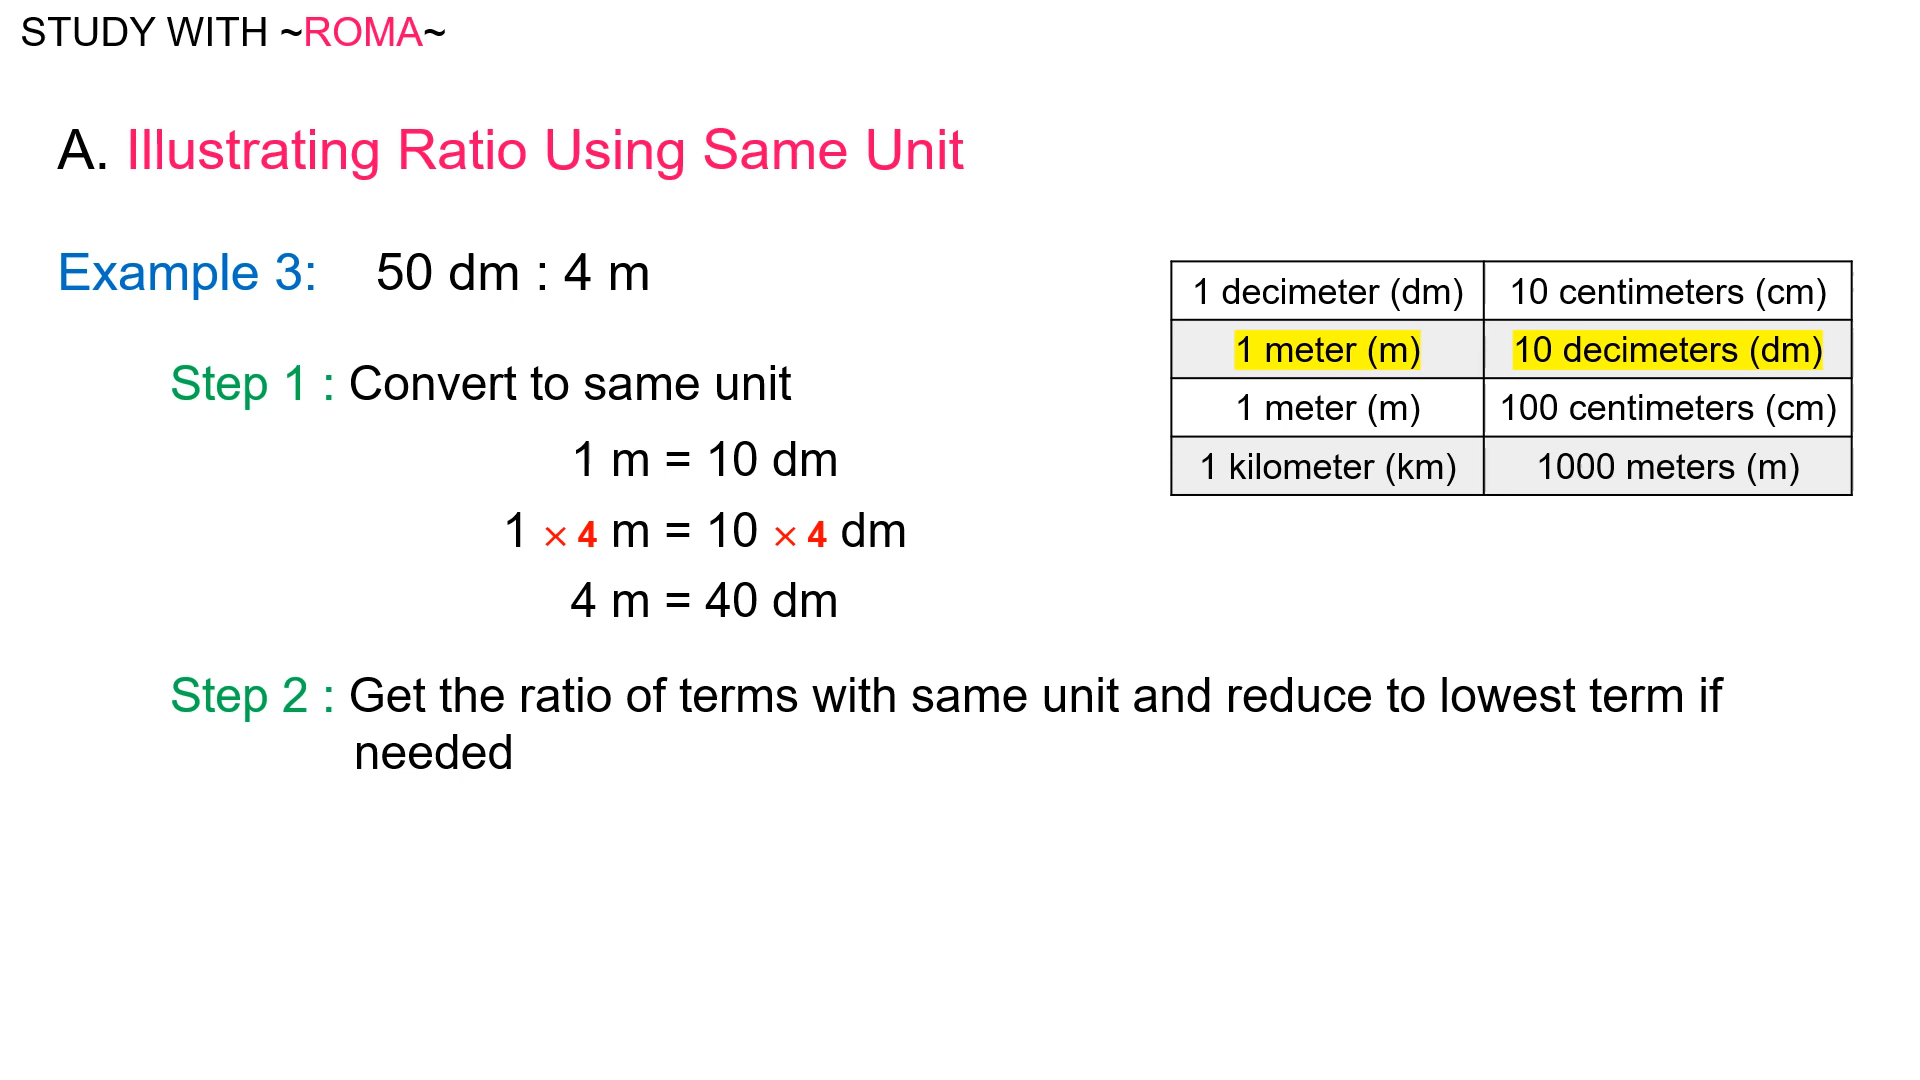 STUDY WITH ~ROMA~
A. Illustrating Ratio Using Same Unit
Example 3: 50 dm : 4 m
1 decimeter (dm) 10 centimeters (cm)
1 meter (m) 10 decimeters (dm)
1 meter (m) 100 centimeters (cm)
1 kilometer (km) 1000 meters (m)
Step 1 : Convert to same unit
1 m = 10 dm
1 × 4 m = 10 × 4 dm
4 m = 40 dm
Step 2 : Get the ratio of terms with same unit and reduce to lowest term if
needed